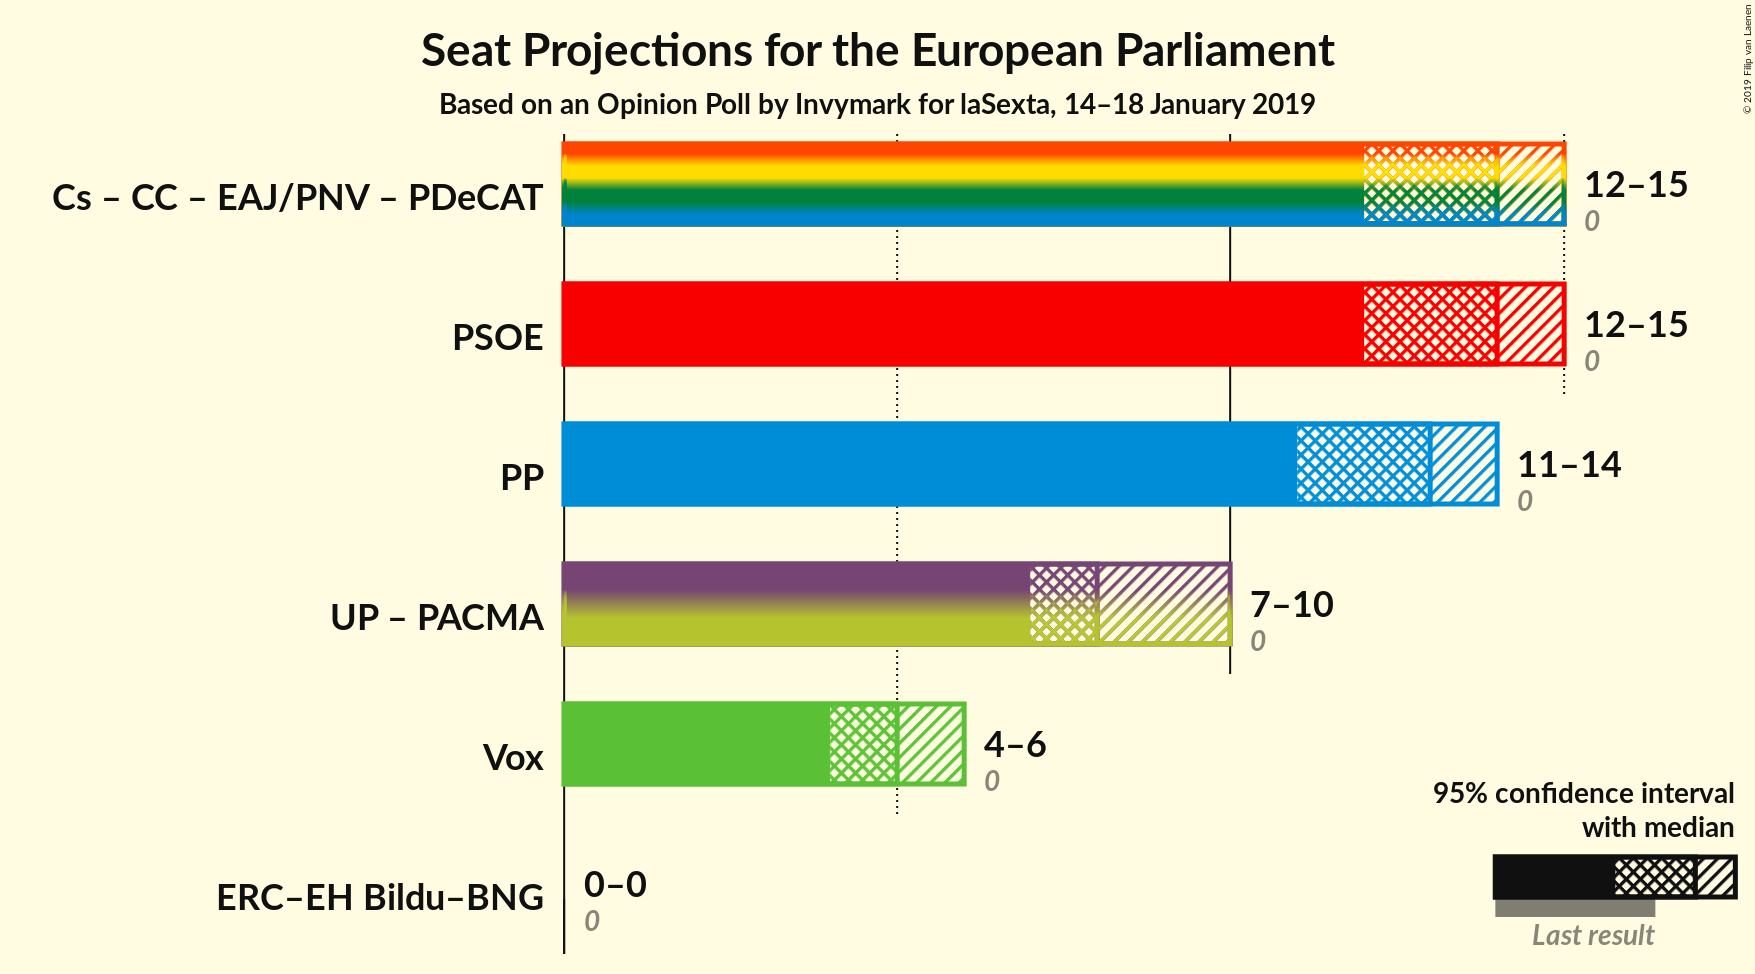 Seat Projections for the European Parliament
Based on an Opinion Poll by Invymark for laSexta, 14–18 January 2019
© 2019 Filip van Laenen
Cs – CC – EAJ/PNV – PDeCAT
12–15
0
PSOE
12–15
0
PP
11–14
0
UP – PACMA
7–10
0
Vox
4–6
0
ERC–EH Bildu–BNG
0–0
0
95% confidence interval
with median
Last result